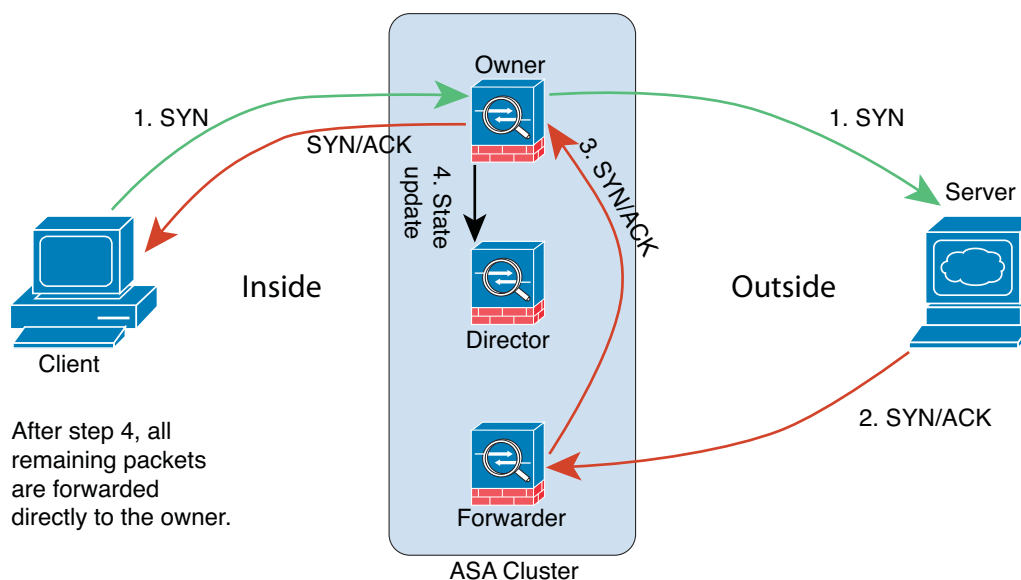 Owner
1. SYN
1. SYN
SYN/ACK
3. SYN/ACK
4. State
update
Server
Inside
Outside
Director
Client
2. SYN/ACK
After step 4, all
remaining packets
are forwarded
directly to the owner.
Forwarder
ASA Cluster